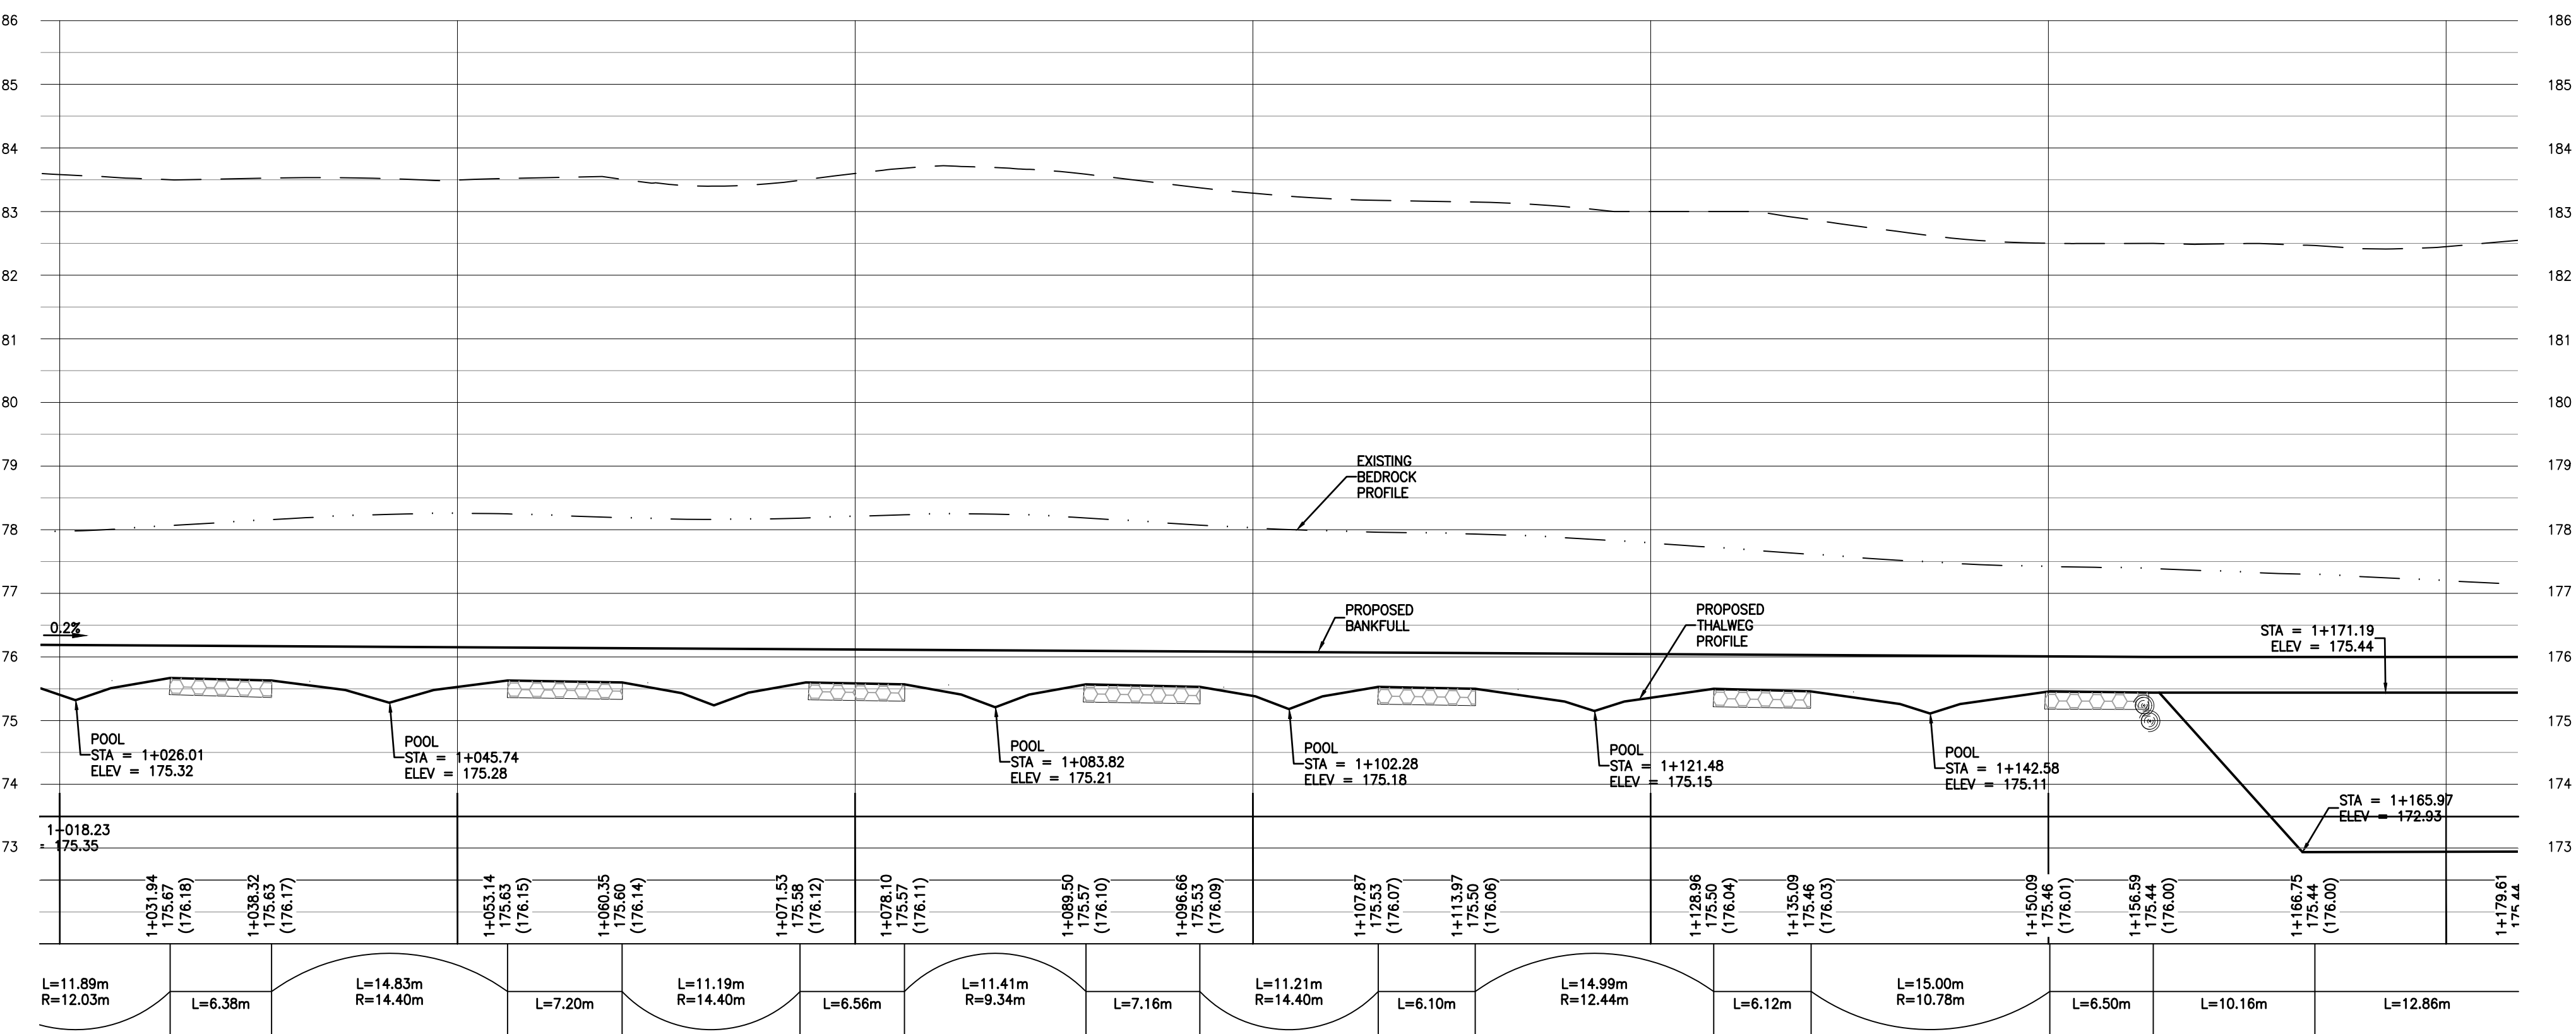 86
186
85
185
84
184
83
183
82
182
81
181
80
180
79
179
78
178
77
177
76
176
75
175
74
174
73
173
EXISTING
BEDROCK
PROFILE
0.2%
PROPOSED
BANKFULL
PROPOSED
THALWEG
PROFILE
STA = 1+171.19
ELEV = 175.44
POOL
STA = 1+026.01
ELEV = 175.32
POOL
STA = 1+045.74
ELEV = 175.28
POOL
STA = 1+083.82
ELEV = 175.21
POOL
STA = 1+102.28
ELEV = 175.18
POOL
STA = 1+121.48
ELEV = 175.15
POOL
STA = 1+142.58
ELEV = 175.11
STA = 1+165.97
ELEV = 172.93
1+018.23
= 175.35
1+031.94
175.67
(176.18)
1+038.32
175.63
(176.17)
1+053.14
175.63
(176.15)
1+060.35
175.60
(176.14)
1+071.53
175.58
(176.12)
1+078.10
175.57
(176.11)
1+089.50
175.57
(176.10)
1+096.66
175.53
(176.09)
1+107.87
175.53
(176.07)
1+113.97
175.50
(176.06)
1+128.96
175.50
(176.04)
1+135.09
175.46
(176.03)
1+150.09
175.46
(176.01)
1+156.59
175.44
(176.00)
1+166.75
175.44
(176.00)
1+179.61
175.44
L=11.89m
R=12.03m
L=6.38m
L=14.83m
R=14.40m
L=7.20m
L=11.19m
R=14.40m
L=6.56m
L=11.41m
R=9.34m
L=7.16m
L=11.21m
R=14.40m
L=6.10m
L=14.99m
R=12.44m
L=6.12m
L=15.00m
R=10.78m
L=6.50m
L=10.16m
L=12.86m